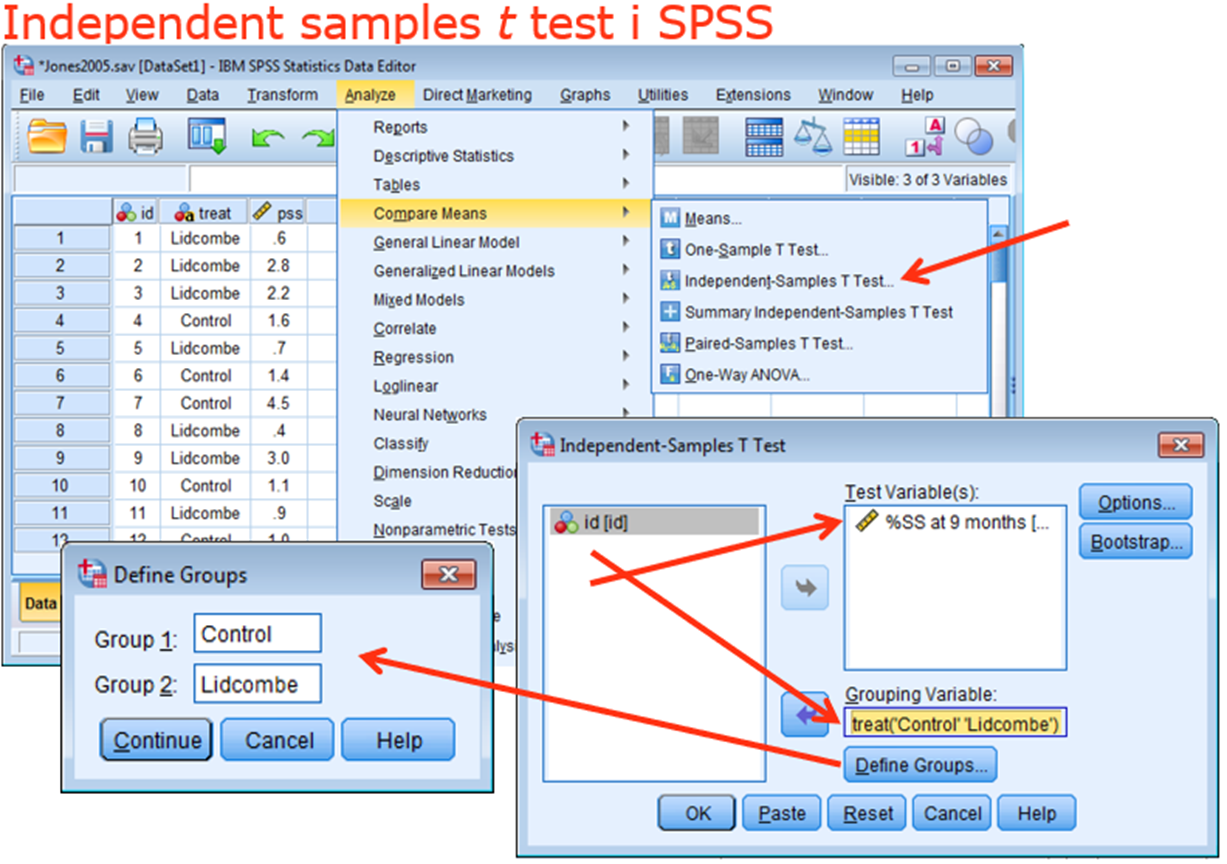 Independent samples t test i SPSS
*Jones2005.sav [DataSet1] - IBM SPSS Statistics Data Editor
File Edit View Data Transform Analyze Direct Marketing Graphs Utilities Extensions Window Help
Visible: 3 of 3 Variables
id treat pss
1 1 Lidcombe .6
2 2 Lidcombe 2.8
3 3 Lidcombe 2.2
4 4 Control 1.6
5 5 Lidcombe .7
6 6 Control 1.4
7 7 Control 4.5
8 8 Lidcombe .4
9 9 Lidcombe 3.0
10 10 Control 1.1
11 11 Lidcombe .9
12 Control 1.0
Data
Reports
Descriptive Statistics
Tables
Compare Means
General Linear Model
Generalized Linear Models
Mixed Models
Correlate
Regression
Loglinear
Neural Networks
Classify
Dimension Reduction
Scale
Nonparametric Tests
Means...
One-Sample T Test...
Independent-Samples T Test...
Summary Independent-Samples T Test
Paired-Samples T Test...
One-Way ANOVA...
Independent-Samples T Test
id [id]
Test Variable(s):
%SS at 9 months [...
Options...
Bootstrap...
Grouping Variable:
treat('Control' 'Lidcombe')
Define Groups...
OK Paste Reset Cancel Help
Define Groups
Group 1: Control
Group 2: Lidcombe
Continue Cancel Help